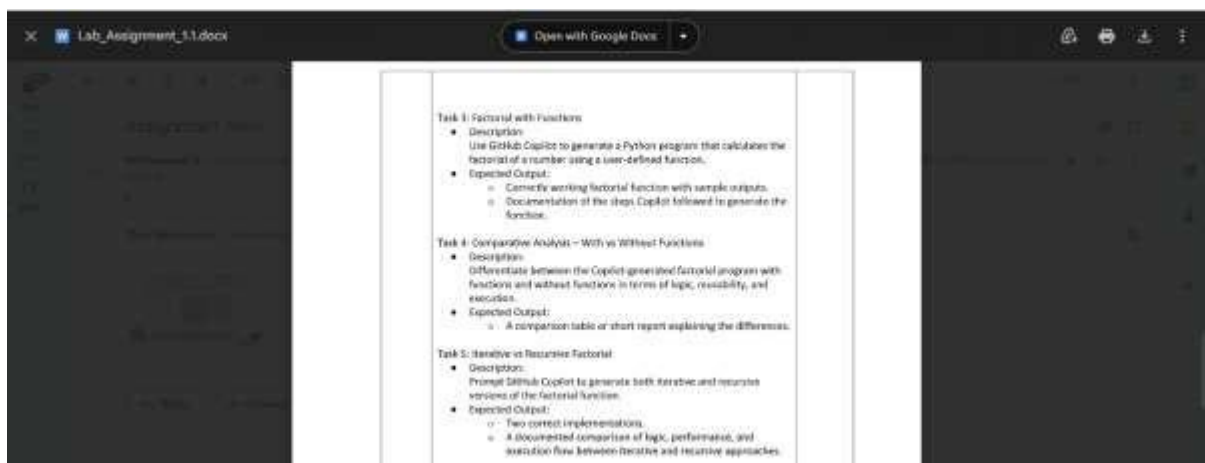 Lab_Assignment_1.1.docx
Open with Google Docs
Task 3: Factorial with Functions
● Description:
Use GitHub Copilot to generate a Python program that calculates the
factorial of a number using a user-defined function.
● Expected Output:
○ Correctly working factorial function with sample outputs.
○ Documentation of the steps Copilot followed to generate the
function.
Task 4: Comparative Analysis – With vs Without Functions
● Description:
Differentiate between the Copilot-generated factorial program with
functions and without functions in terms of logic, reusability, and
execution.
● Expected Output:
○ A comparison table or short report explaining the differences.
Task 5: Iterative vs Recursive Factorial
● Description:
Prompt GitHub Copilot to generate both iterative and recursive
versions of the factorial function.
● Expected Output:
○ Two correct implementations.
○ A documented comparison of logic, performance, and
execution flow between iterative and recursive approaches.